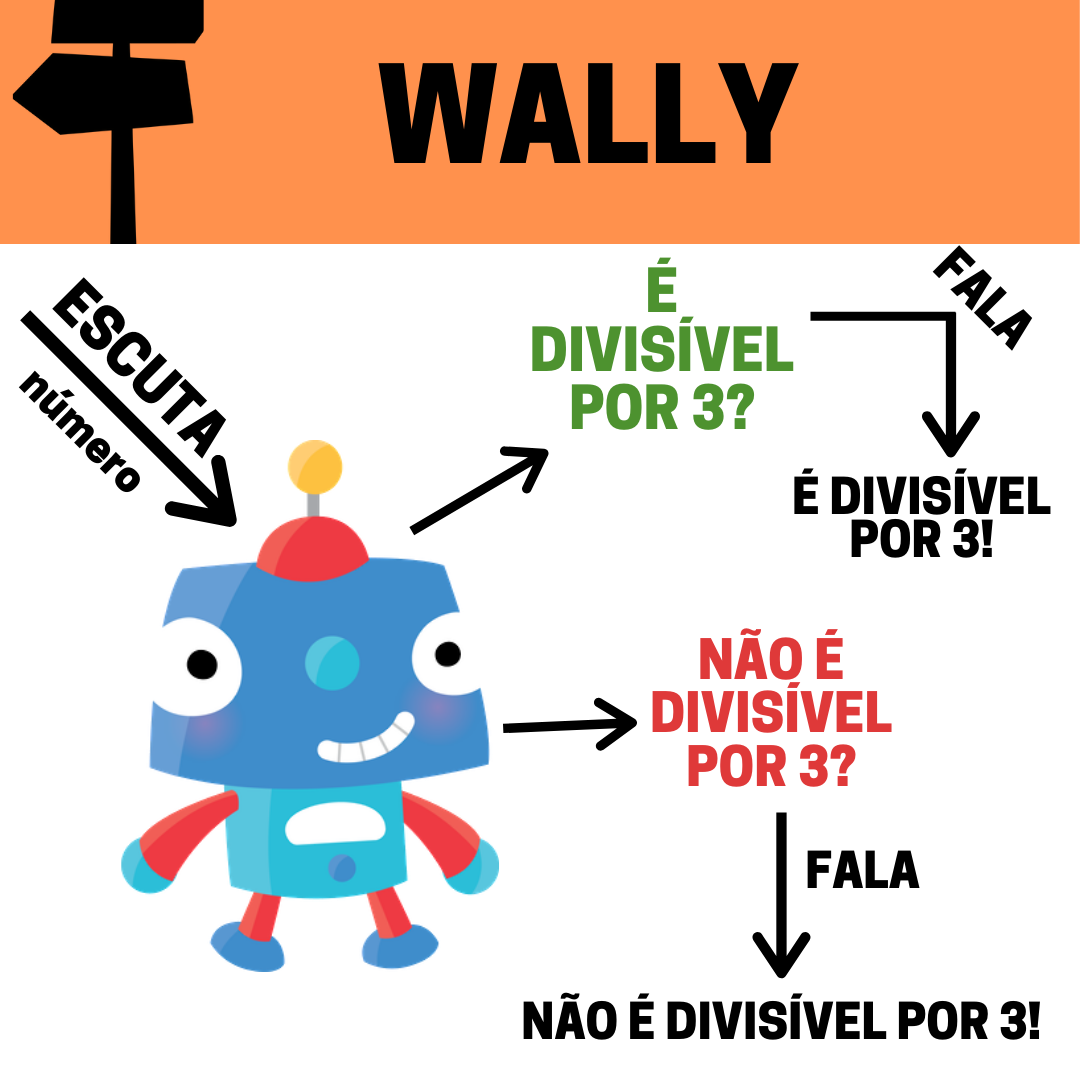 WALLY
ESCUTA
número
É
DIVISÍVEL
POR 3?
FALA
É DIVISÍVEL
POR 3!
NÃO É
DIVISÍVEL
POR 3?
FALA
NÃO É DIVISÍVEL POR 3!